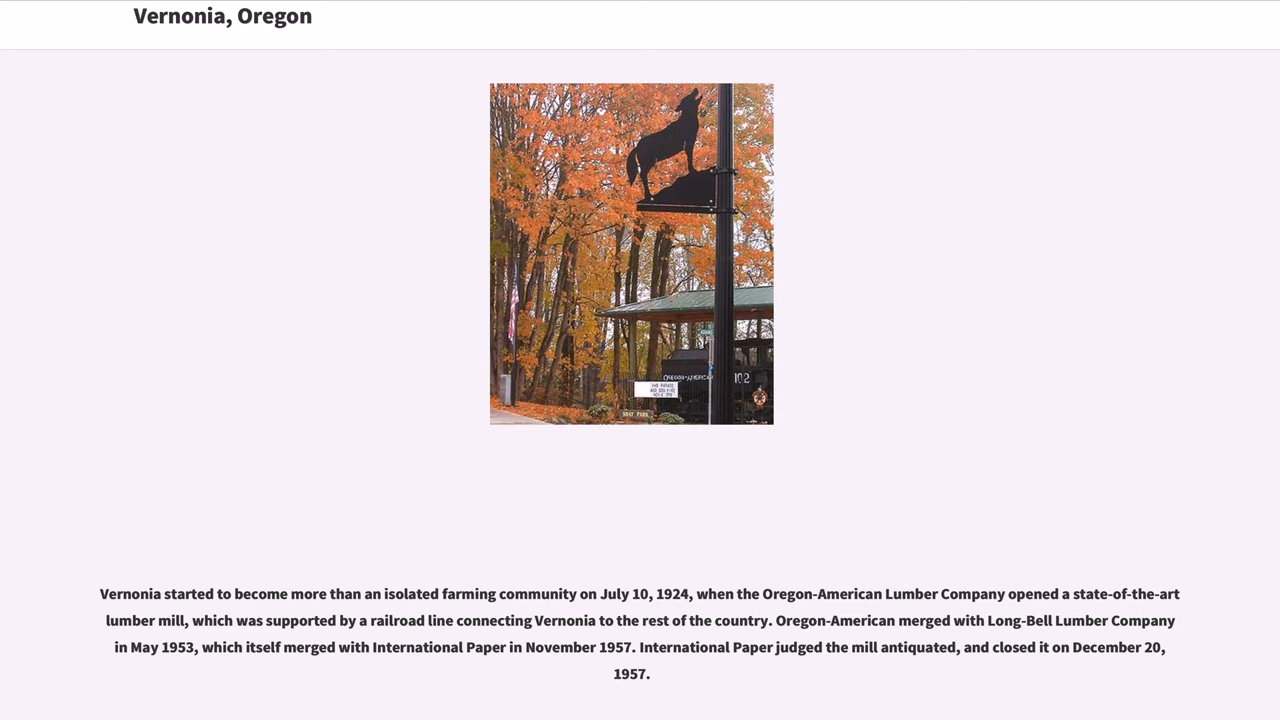 Vernonia, Oregon
OREGON-AMERICAN
102
SHAY PARK
Vernonia started to become more than an isolated farming community on July 10, 1924, when the Oregon-American Lumber Company opened a state-of-the-art
lumber mill, which was supported by a railroad line connecting Vernonia to the rest of the country. Oregon-American merged with Long-Bell Lumber Company
in May 1953, which itself merged with International Paper in November 1957. International Paper judged the mill antiquated, and closed it on December 20,
1957.